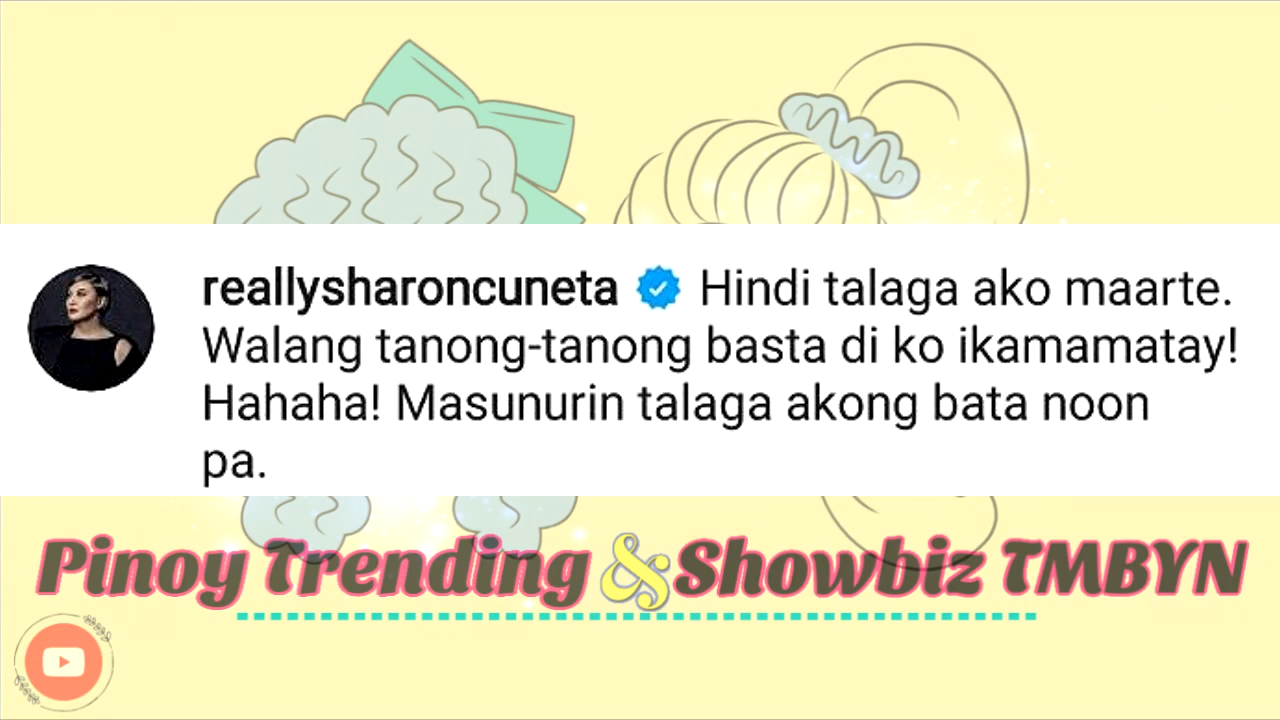 reallysharoncuneta Hindi talaga ako maarte.
Walang tanong-tanong basta di ko ikamamatay!
Hahaha! Masunurin talaga akong bata noon
pa.
Pinoy Trending & Showbiz TMBYN